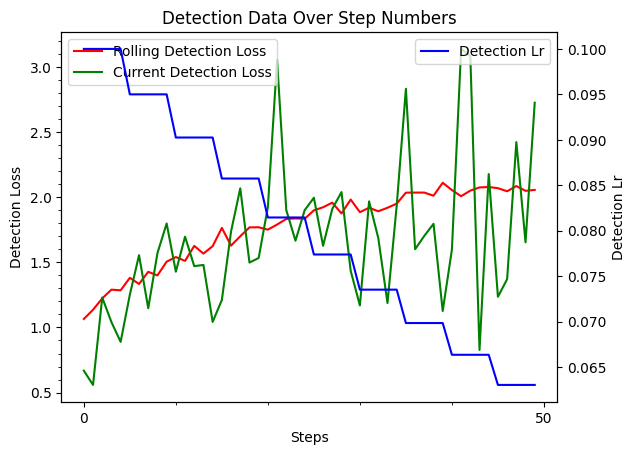 Detection Data Over Step Numbers
Rolling Detection Loss
Current Detection Loss
Detection Lr
Detection Loss
3.0
2.5
2.0
1.5
1.0
0.5
0.100
0.095
0.090
0.085
0.080
0.075
0.070
0.065
Detection Lr
0
50
Steps